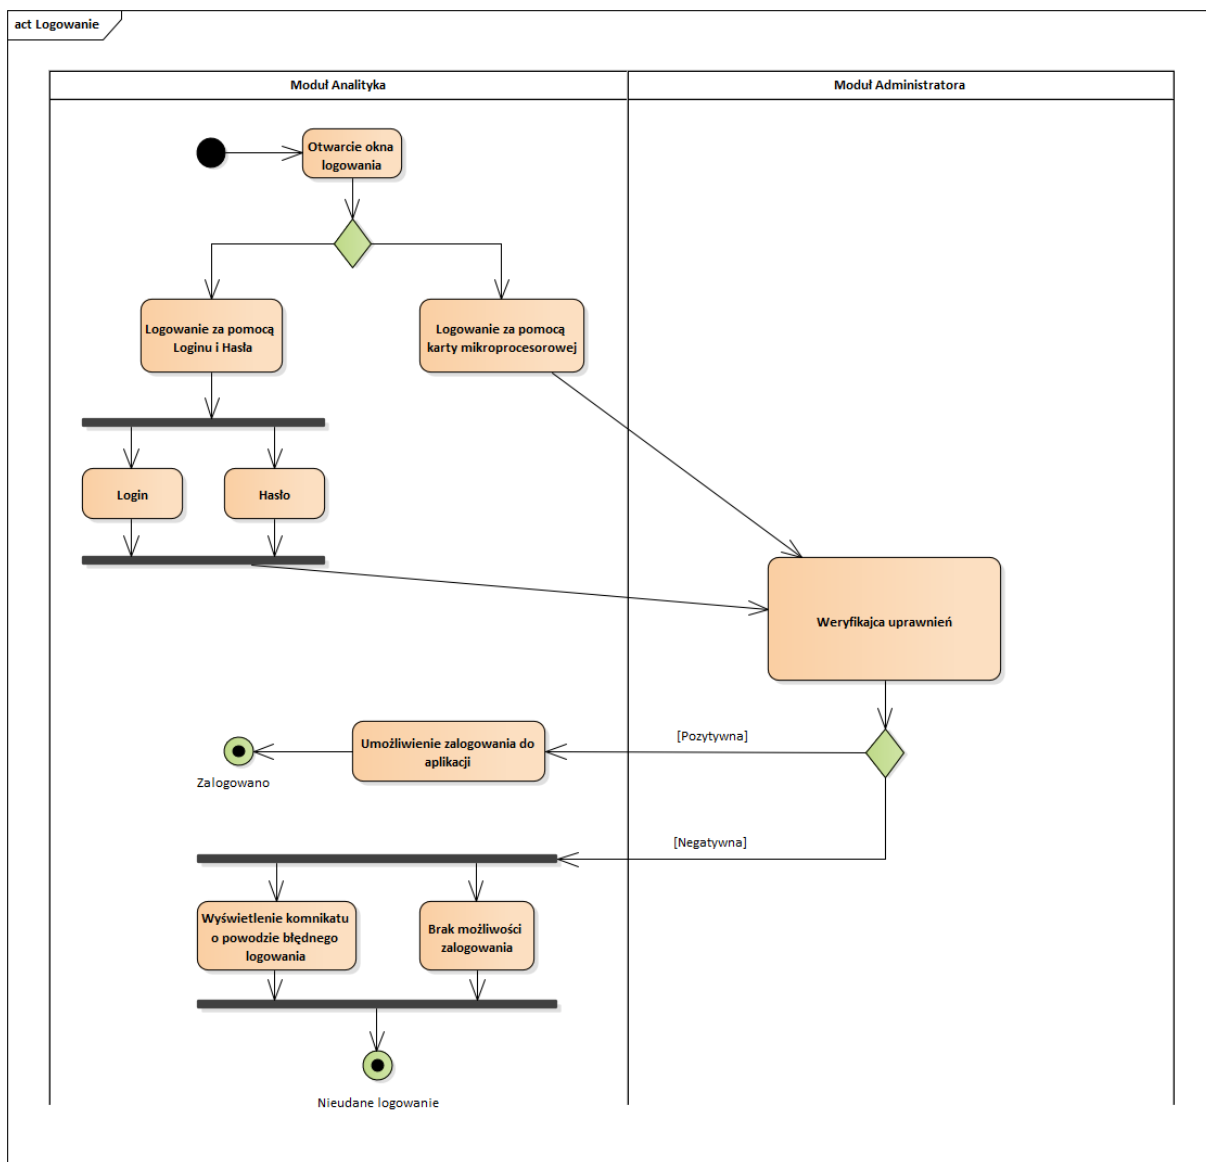 act Logowanie
Moduł Analityka
Moduł Administratora
Otwarcie okna
logowania
Logowanie za pomocą
Loginu i Hasła
Logowanie za pomocą
karty mikroprocesorowej
Login
Hasło
Weryfikajca uprawnień
[Pozytywna]
Umożliwienie zalogowania do
aplikacji
Zalogowano
[Negatywna]
Wyświetlenie komnikatu
o powodzie błędnego
logowania
Brak możliwości
zalogowania
Nieudane logowanie